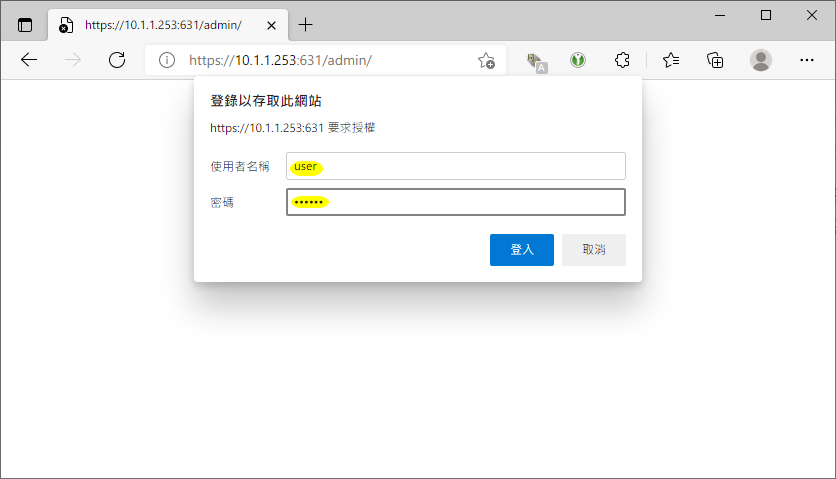 https://10.1.1.253:631/admin/
https://10.1.1.253:631/admin/
A
登錄以存取此網站
https://10.1.1.253:631 要求授權
使用者名稱 user
密碼 ••••••
登入 取消